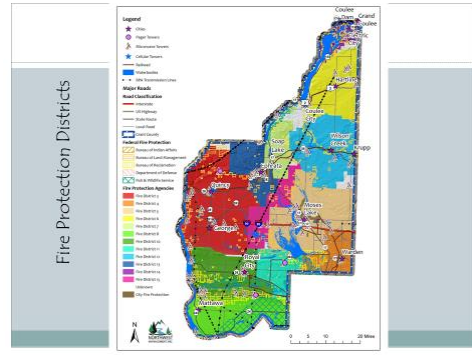 Fire Protection Districts
Legend
Cities
Pager Towers
Microwave Towers
Cellular Towers
Railroad
Waterbodies
BPA Transmission Lines
Major Roads
Road Classification
Interstate
US Highway
State Route
Local Road
Grant County
Federal Fire Protection
Bureau of Indian Affairs
Bureau of Land Management
Bureau of Reclamation
Department of Defense
Fish & Wildlife Service
Fire Protection Agencies
Fire District 3
Fire District 4
Fire District 5
Fire District 6
Fire District 7
Fire District 8
Fire District 10
Fire District 11
Fire District 12
Fire District 13
Fire District 14
Fire District 15
Unknown
City Fire Protection
Coulee
Dam
Grand
Coulee
Electric
City
Hartline
Coulee
City
Wilson
Creek
Krupp
Soap
Lake
Ephrata
Quincy
George
Moses
Lake
Warden
Royal
City
Mattawa
N
NORTHWEST
0 5 10 20 Miles